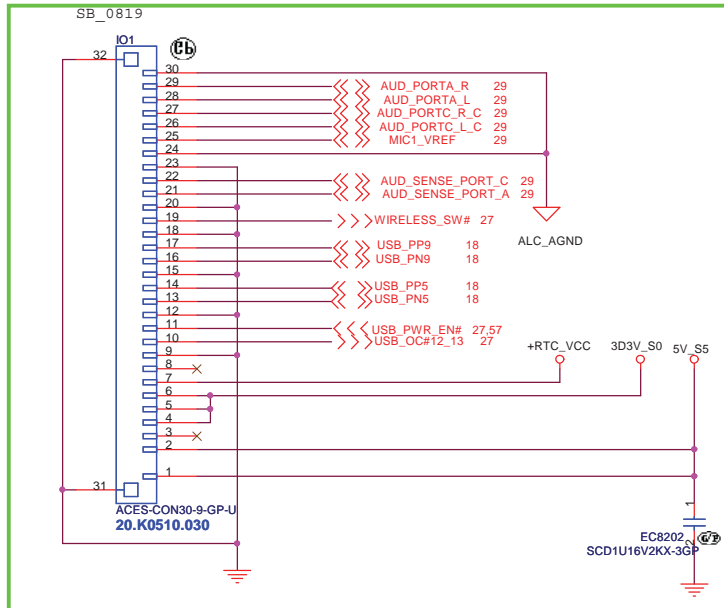 SB_0819
IO1
Cb
32
30
29 AUD_PORTA_R 29
28 AUD_PORTA_L 29
27 AUD_PORTC_R_C 29
26 AUD_PORTC_L_C 29
25 MIC1_VREF 29
24
23
22 AUD_SENSE_PORT_C 29
21 AUD_SENSE_PORT_A 29
20
19 WIRELESS_SW# 27
18
ALC_AGND
17 USB_PP9 18
16 USB_PN9 18
15
14 USB_PP5 18
13 USB_PN5 18
12
11 USB_PWR_EN# 27,57
10 USB_OC#12_13 27
+RTC_VCC 3D3V_S0 5V_S5
9
8
7
6
5
4
3
2
1
31
ACES-CON30-9-GP-U
20.K0510.030
1
EC8202
2
SCD1U16V2KX-3GP